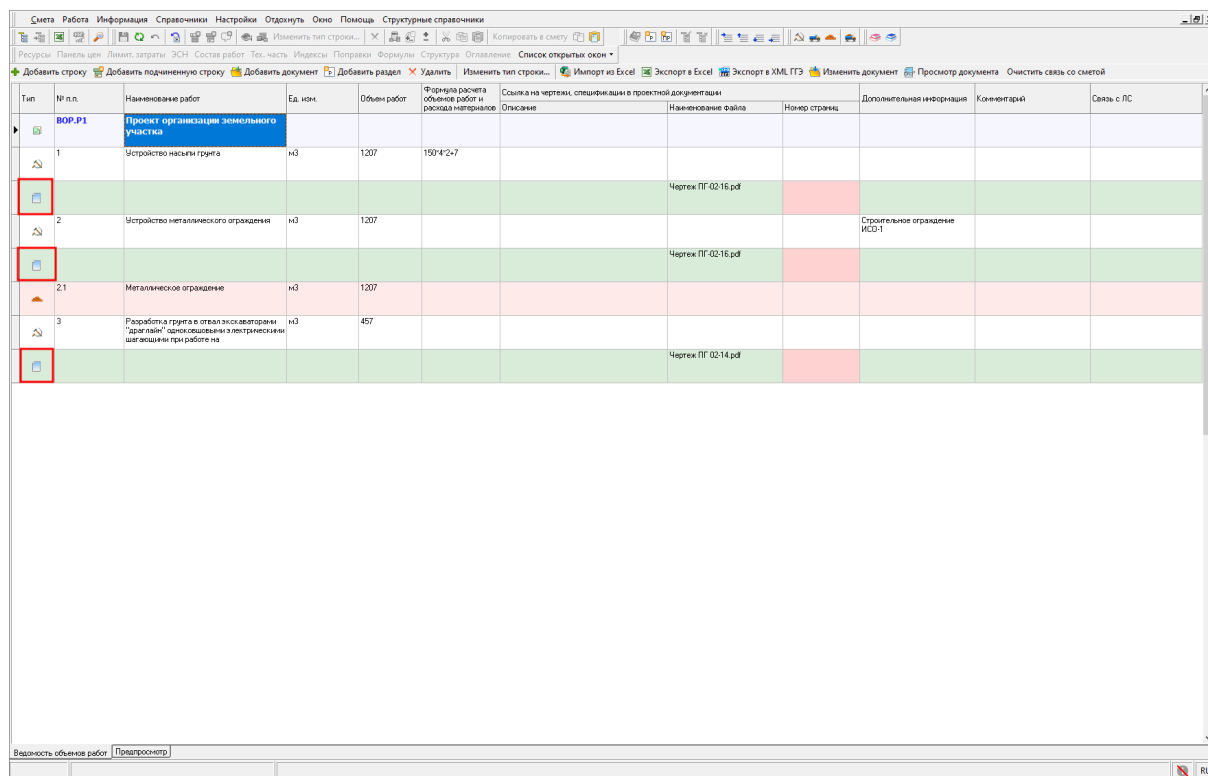 Смета Работа Информация Справочники Настройки Отдохнуть Окно Помощь Структурные справочники
Изменить тип строки... Копировать в смету
Ресурсы Панель цен Лимит. затраты ЭСН Состав работ Тех. часть Индексы Поправки Формулы Структура Оглавление Список открытых окон
Добавить строку Добавить подчиненную строку Добавить документ Добавить раздел Удалить Изменить тип строки... Импорт из Excel Экспорт в Excel Экспорт в XML ГГЭ Изменить документ Просмотр документа Очистить связь со сметой
Тип № п.п. Наименование работ Ед. изм. Объем работ Формула расчета объемов работ и расхода материалов Ссылка на чертежи, спецификации в проектной документации Дополнительная информация Комментарий Связь с ЛС
Описание Наименование файла Номер страниц
ВОР.Р1 Проект организации земельного
участка
1 Устройство насыпи грунта м3 1207 150*4*2+7
Чертеж ПГ-02-16.pdf
2 Устройство металлического ограждения м3 1207 Строительное ограждение
ИСО-1
Чертеж ПГ-02-16.pdf
2.1 Металлическое ограждение м3 1207
3 Разработка грунта в отвал экскаваторами м3 457
"драглайн" одноковшовыми электрическими
шагающими при работе на
Чертеж ПГ 02-14.pdf
Ведомость объемов работ Предпросмотр